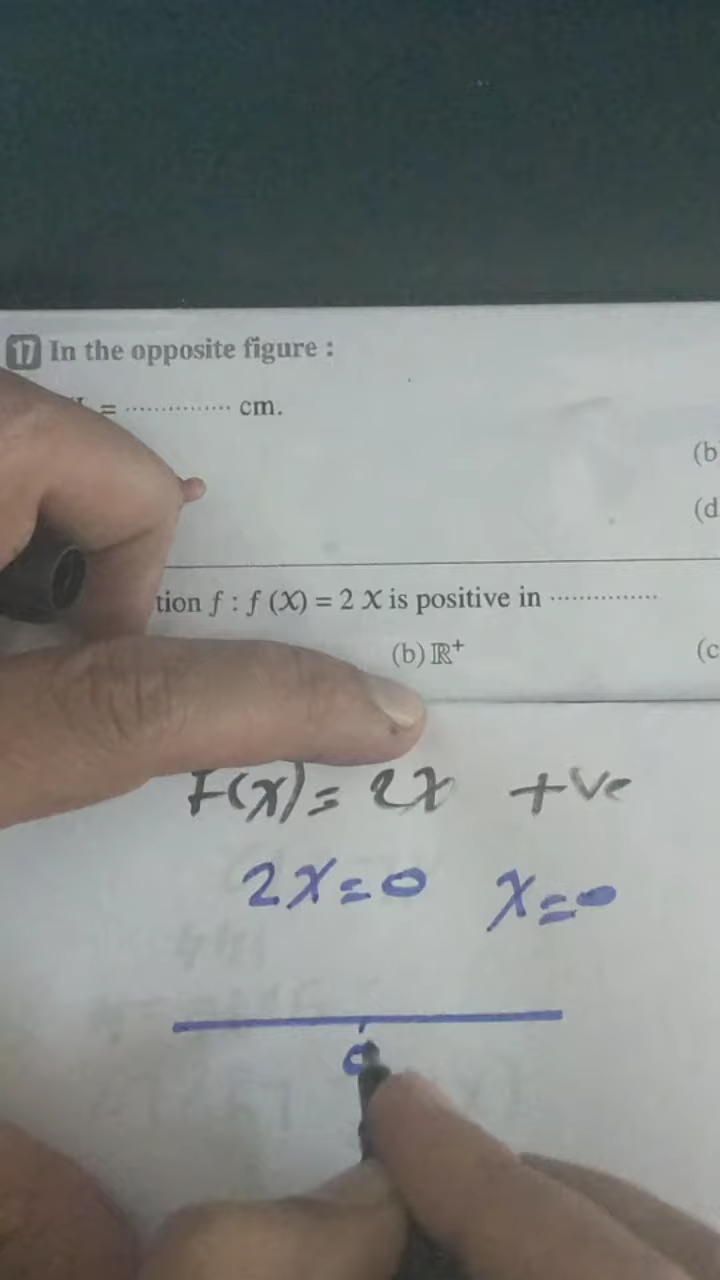 17 In the opposite figure :
= ............... cm.
(b
(d
tion f : f (X) = 2 X is positive in ...............
(b) ℝ⁺
(c
F(x) = 2x +ve
2x=0 x=0
0